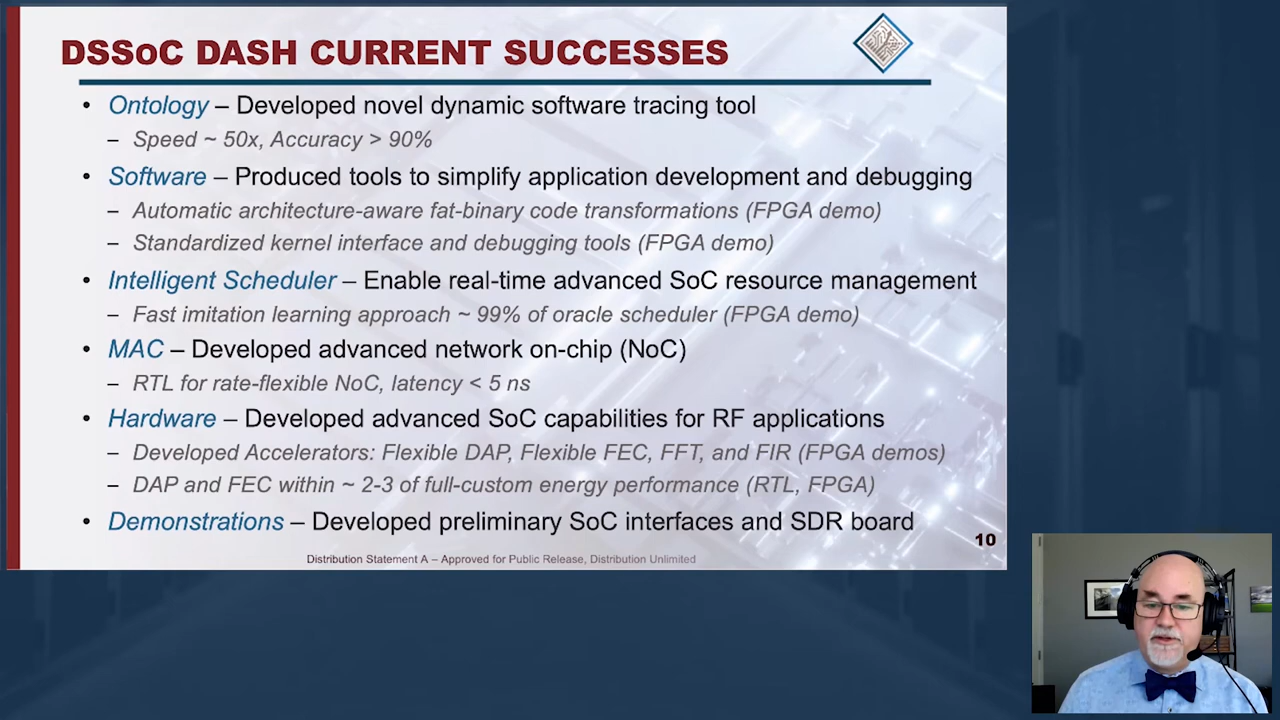 DSSoC DASH CURRENT SUCCESSES
• Ontology – Developed novel dynamic software tracing tool
– Speed ~ 50x, Accuracy > 90%
• Software – Produced tools to simplify application development and debugging
– Automatic architecture-aware fat-binary code transformations (FPGA demo)
– Standardized kernel interface and debugging tools (FPGA demo)
• Intelligent Scheduler – Enable real-time advanced SoC resource management
– Fast imitation learning approach ~ 99% of oracle scheduler (FPGA demo)
• MAC – Developed advanced network on-chip (NoC)
– RTL for rate-flexible NoC, latency < 5 ns
• Hardware – Developed advanced SoC capabilities for RF applications
– Developed Accelerators: Flexible DAP, Flexible FEC, FFT, and FIR (FPGA demos)
– DAP and FEC within ~ 2-3 of full-custom energy performance (RTL, FPGA)
• Demonstrations – Developed preliminary SoC interfaces and SDR board
10
Distribution Statement A – Approved for Public Release, Distribution Unlimited